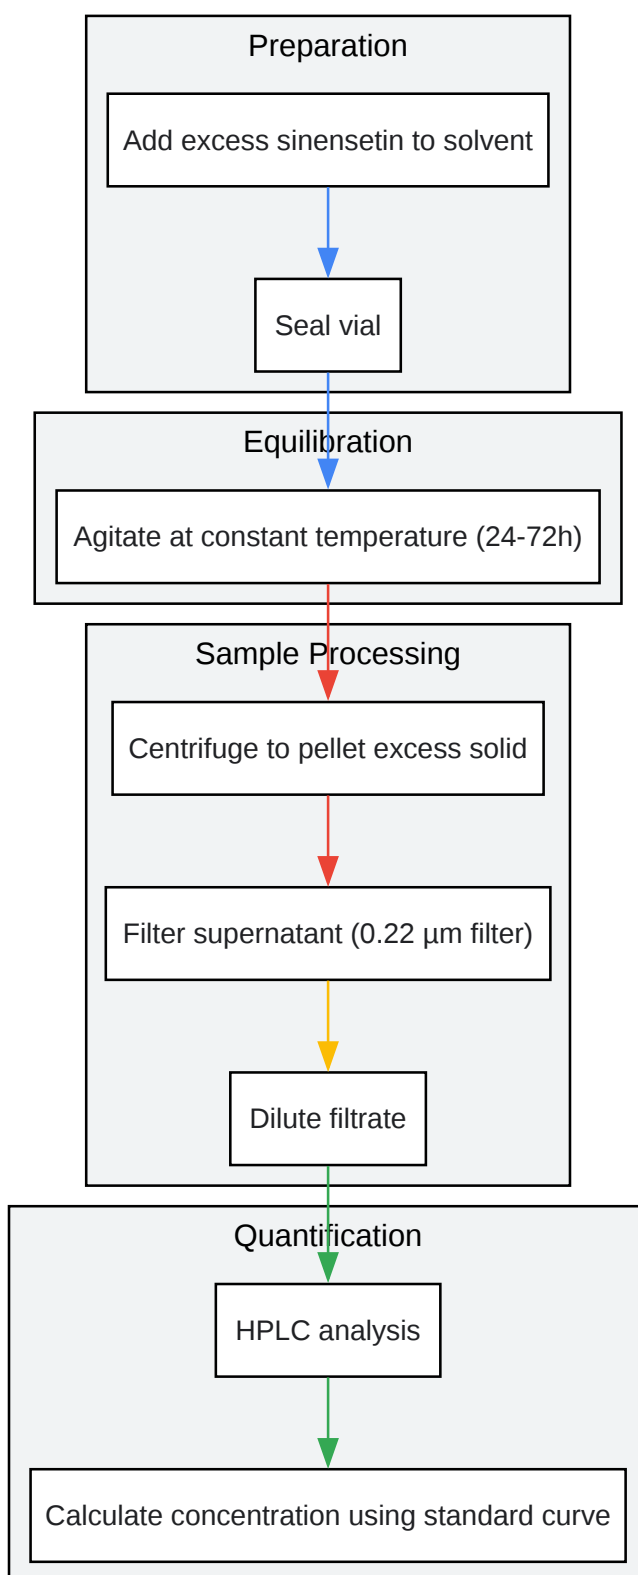 Preparation
Add excess sinensetin to solvent
Seal vial
Equilibration
Agitate at constant temperature (24-72h)
Sample Processing
Centrifuge to pellet excess solid
Filter supernatant (0.22 µm filter)
Dilute filtrate
Quantification
HPLC analysis
Calculate concentration using standard curve